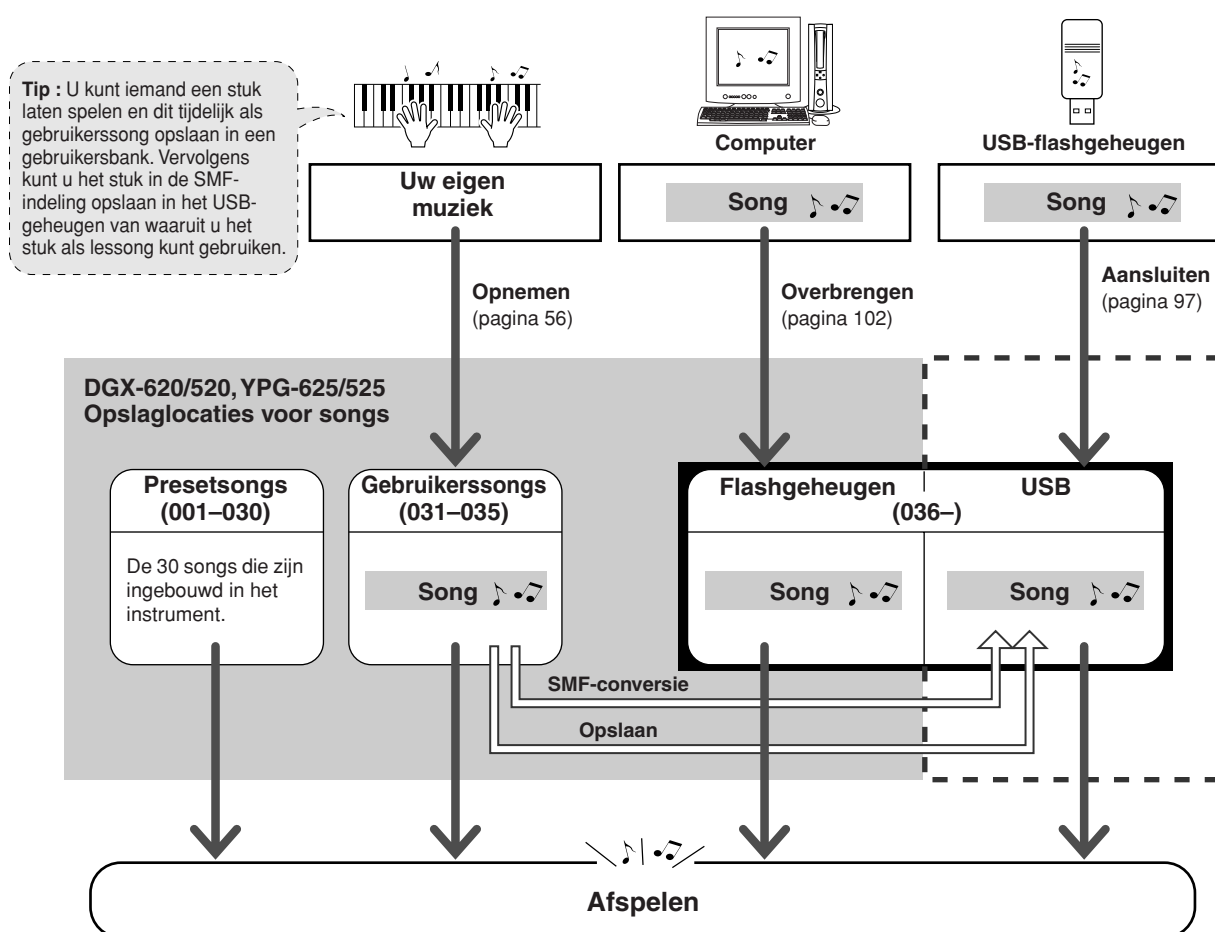 Tip : U kunt iemand een stuk
laten spelen en dit tijdelijk als
gebruikerssong opslaan in een
gebruikersbank. Vervolgens
kunt u het stuk in de SMF-
indeling opslaan in het USB-
geheugen van waaruit u het
stuk als lessong kunt gebruiken.
Computer
USB-flashgeheugen
Uw eigen
muziek
Song
Song
Opnemen
(pagina 56)
Overbrengen
(pagina 102)
Aansluiten
(pagina 97)
DGX-620/520, YPG-625/525
Opslaglocaties voor songs
Presetsongs
(001–030)
De 30 songs die zijn
ingebouwd in het
instrument.
Gebruikerssongs
(031–035)
Song
Flashgeheugen
USB
(036–)
Song
Song
SMF-conversie
Opslaan
Afspelen